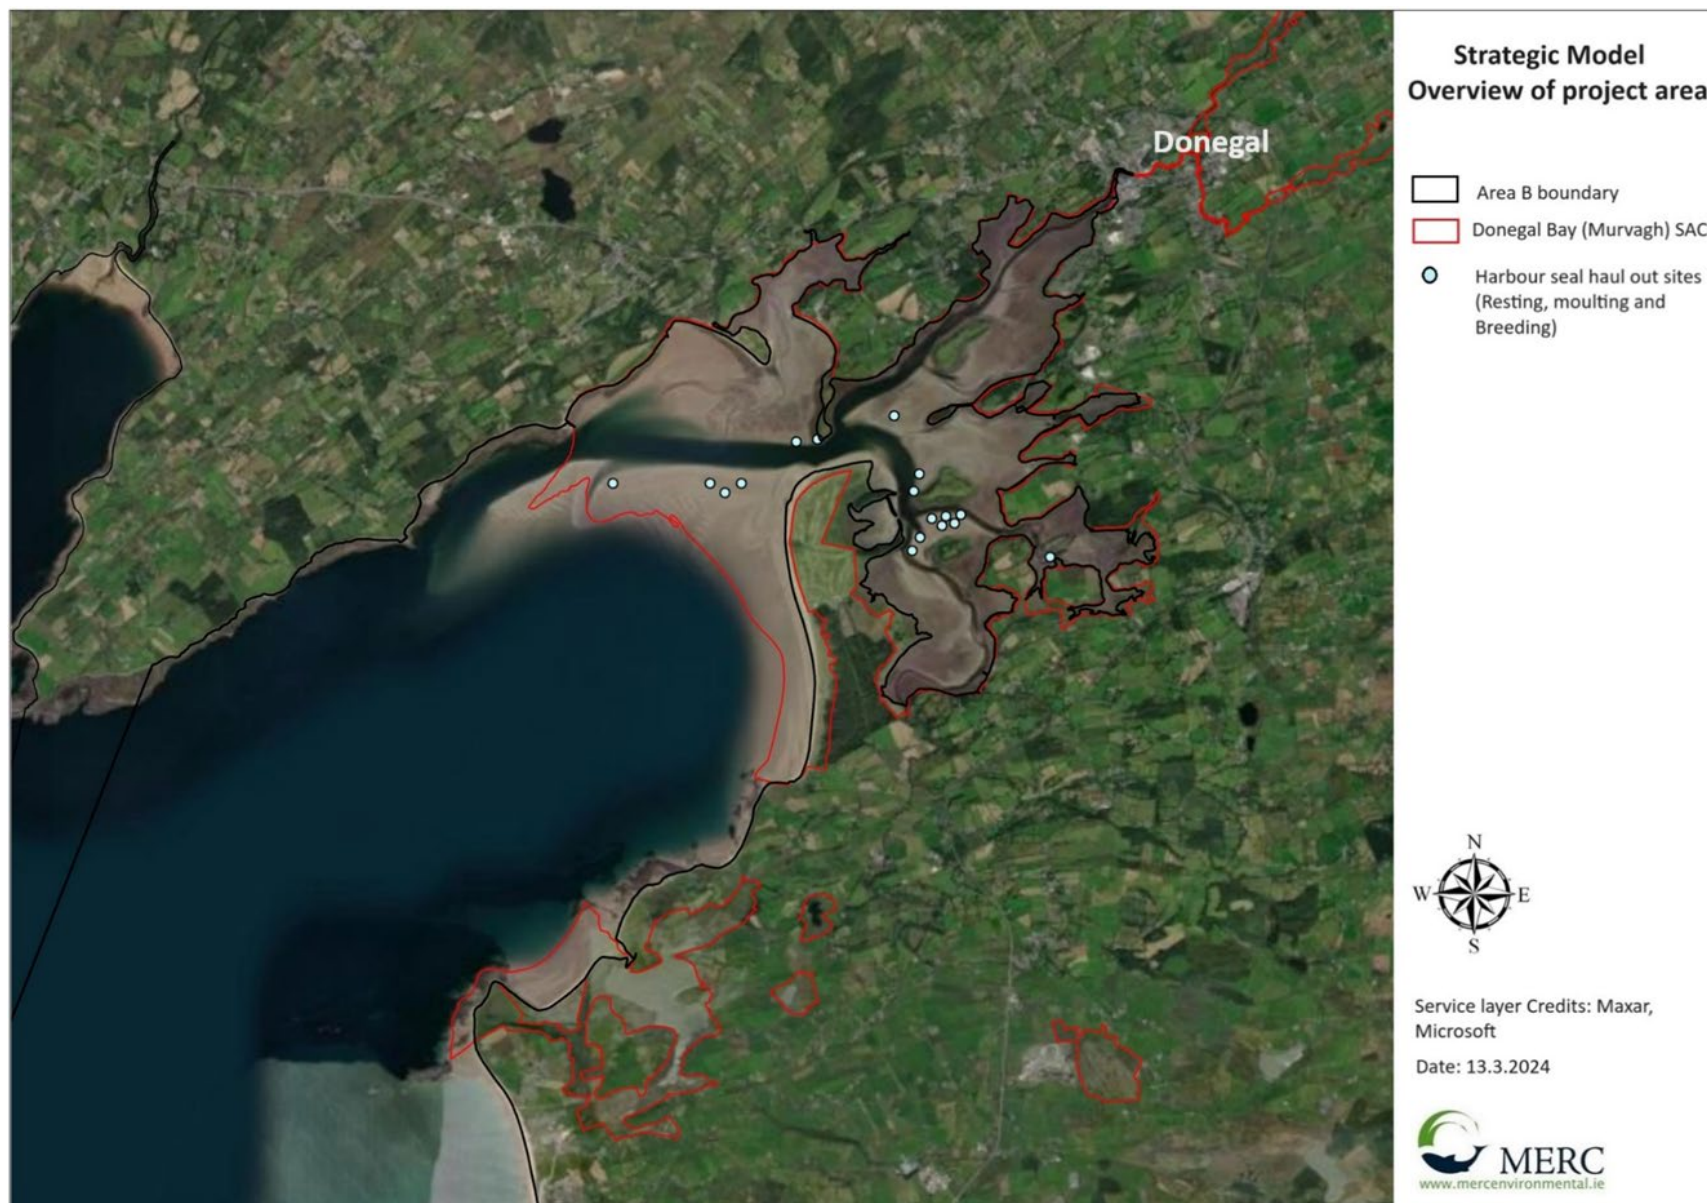 Strategic Model
Overview of project area
Donegal
Area B boundary
Donegal Bay (Murvagh) SAC
Harbour seal haul out sites
(Resting, moulting and
Breeding)
N
W
E
S
Service layer Credits: Maxar,
Microsoft
Date: 13.3.2024
MERC
www.mercenvironmental.ie